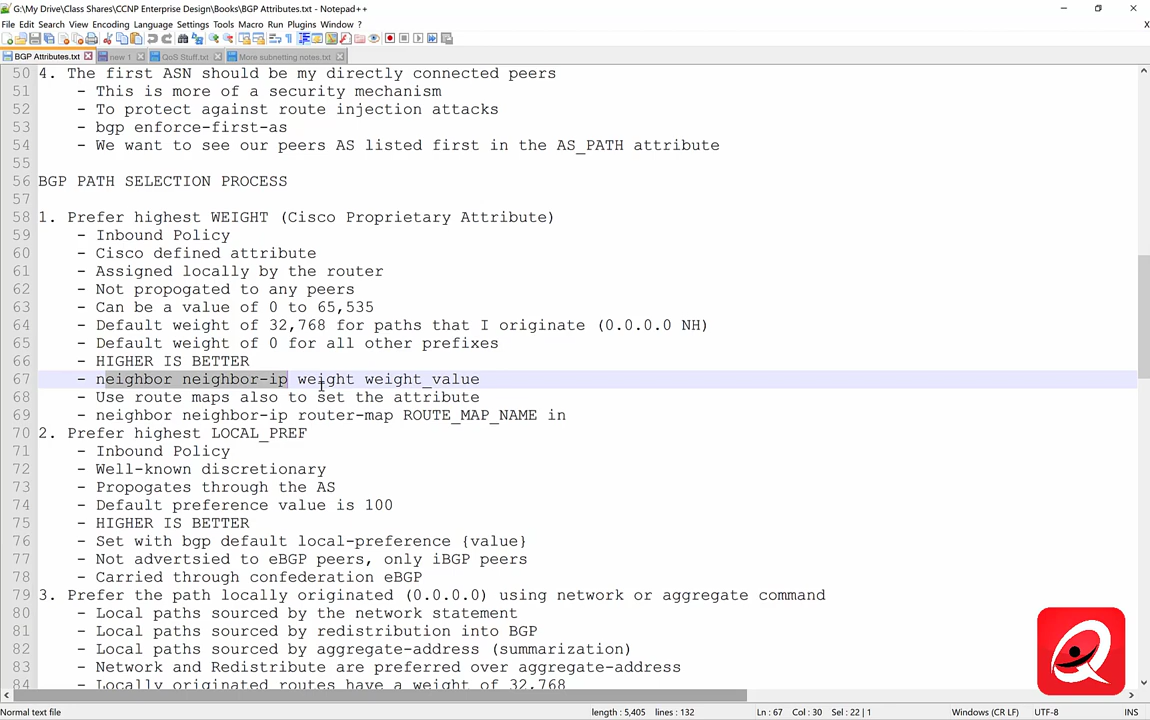 G:\My Drive\Class Shares\CCNP Enterprise Design\Books\BGP Attributes.txt - Notepad++
File Edit Search View Encoding Language Settings Tools Macro Run Plugins Window ?
X
BGP Attributes.txt new 1 QoS Stuff.txt More subnetting notes.txt
50 4. The first ASN should be my directly connected peers
51 - This is more of a security mechanism
52 - To protect against route injection attacks
53 - bgp enforce-first-as
54 - We want to see our peers AS listed first in the AS_PATH attribute
55
56 BGP PATH SELECTION PROCESS
57
58 1. Prefer highest WEIGHT (Cisco Proprietary Attribute)
59 - Inbound Policy
60 - Cisco defined attribute
61 - Assigned locally by the router
62 - Not propogated to any peers
63 - Can be a value of 0 to 65,535
64 - Default weight of 32,768 for paths that I originate (0.0.0.0 NH)
65 - Default weight of 0 for all other prefixes
66 - HIGHER IS BETTER
67 - neighbor neighbor-ip weight weight_value
68 - Use route maps also to set the attribute
69 - neighbor neighbor-ip router-map ROUTE_MAP_NAME in
70 2. Prefer highest LOCAL_PREF
71 - Inbound Policy
72 - Well-known discretionary
73 - Propogates through the AS
74 - Default preference value is 100
75 - HIGHER IS BETTER
76 - Set with bgp default local-preference {value}
77 - Not advertsied to eBGP peers, only iBGP peers
78 - Carried through confederation eBGP
79 3. Prefer the path locally originated (0.0.0.0) using network or aggregate command
80 - Local paths sourced by the network statement
81 - Local paths sourced by redistribution into BGP
82 - Local paths sourced by aggregate-address (summarization)
83 - Network and Redistribute are preferred over aggregate-address
84 - Locally originated routes have a weight of 32,768
Normal text file length : 5,405 lines : 132 Ln : 67 Col : 30 Sel : 22 | 1 Windows (CR LF) UTF-8 INS